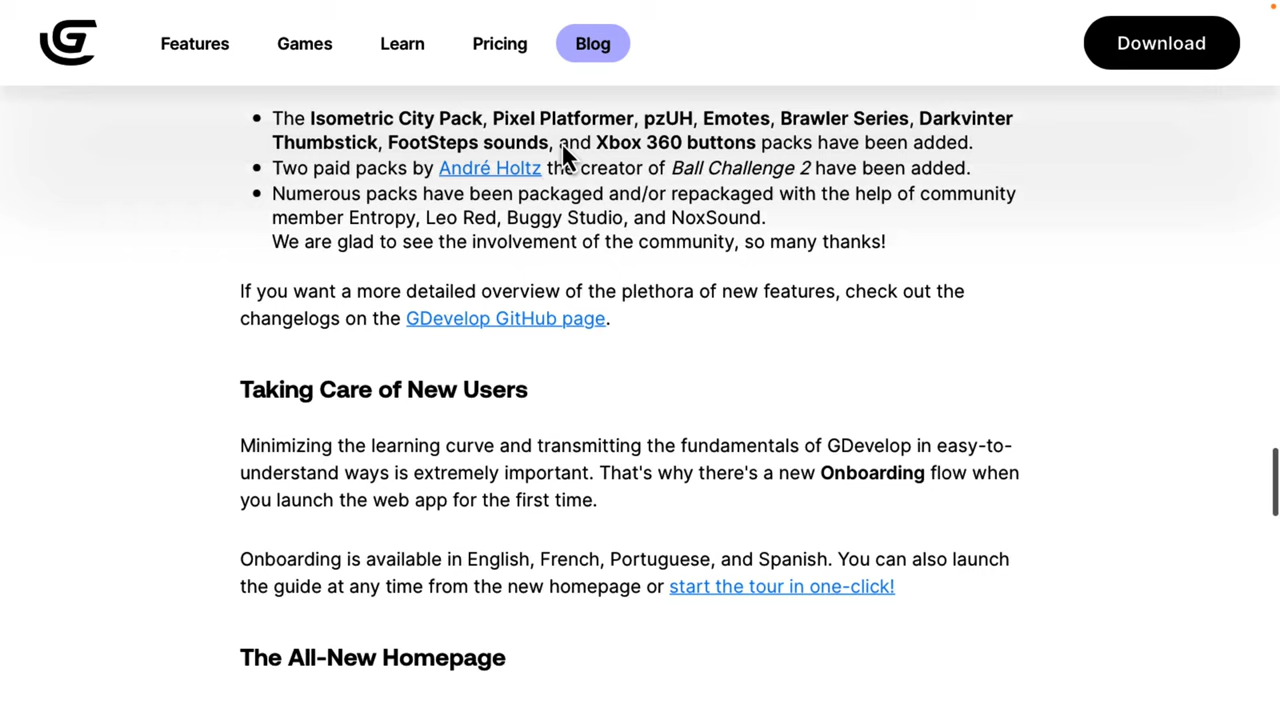 Features Games Learn Pricing Blog Download
The Isometric City Pack, Pixel Platformer, pzUH, Emotes, Brawler Series, Darkvinter
Thumbstick, FootSteps sounds, and Xbox 360 buttons packs have been added.
Two paid packs by André Holtz the creator of Ball Challenge 2 have been added.
Numerous packs have been packaged and/or repackaged with the help of community
member Entropy, Leo Red, Buggy Studio, and NoxSound.
We are glad to see the involvement of the community, so many thanks!
If you want a more detailed overview of the plethora of new features, check out the
changelogs on the GDevelop GitHub page.
Taking Care of New Users
Minimizing the learning curve and transmitting the fundamentals of GDevelop in easy-to-
understand ways is extremely important. That's why there's a new Onboarding flow when
you launch the web app for the first time.
Onboarding is available in English, French, Portuguese, and Spanish. You can also launch
the guide at any time from the new homepage or start the tour in one-click!
The All-New Homepage